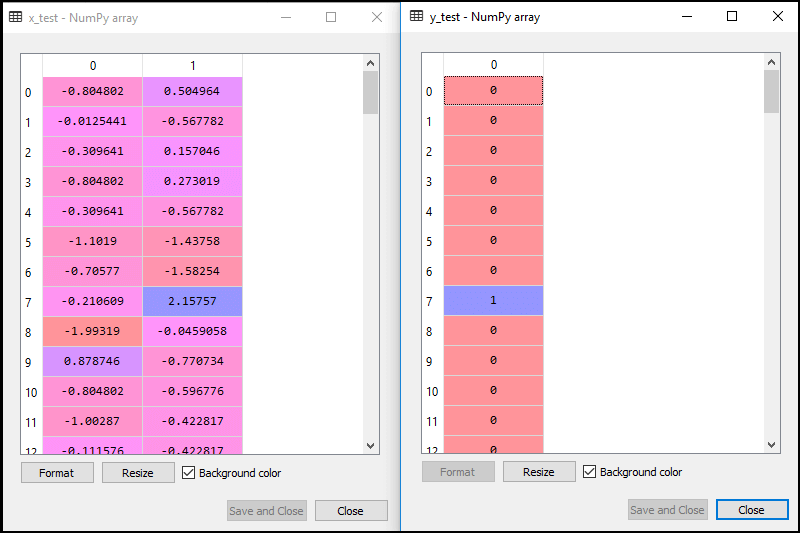 x_test - NumPy array
0 1
0 -0.804802 0.504964
1 -0.0125441 -0.567782
2 -0.309641 0.157046
3 -0.804802 0.273019
4 -0.309641 -0.567782
5 -1.1019 -1.43758
6 -0.70577 -1.58254
7 -0.210609 2.15757
8 -1.99319 -0.0459058
9 0.878746 -0.770734
10 -0.804802 -0.596776
11 -1.00287 -0.422817
12 -0.111576 -0.422817
Format Resize Background color
Save and Close Close
y_test - NumPy array
0
0 0
1 0
2 0
3 0
4 0
5 0
6 0
7 1
8 0
9 0
10 0
11 0
12 0
Format Resize Background color
Save and Close Close